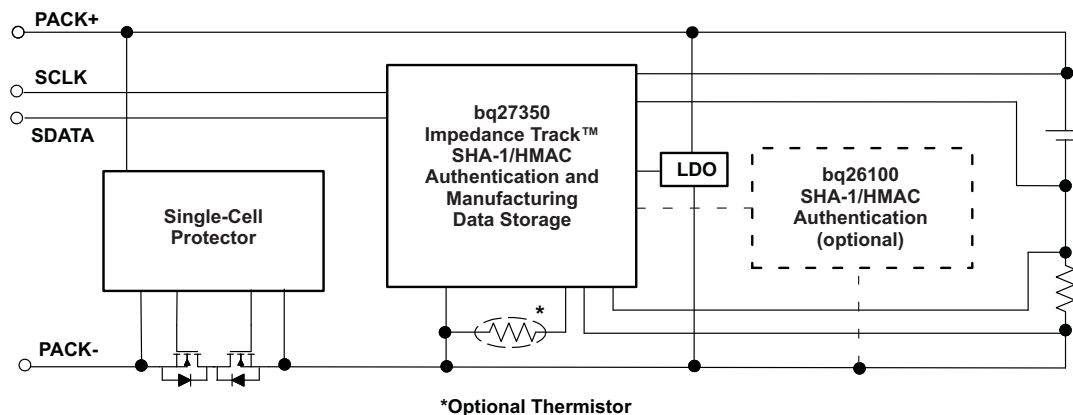 PACK+
SCLK
SDATA
bq27350
Impedance Track™
SHA-1/HMAC
Authentication and
Manufacturing
Data Storage
LDO
bq26100
SHA-1/HMAC
Authentication
(optional)
Single-Cell
Protector
*
PACK-
*Optional Thermistor